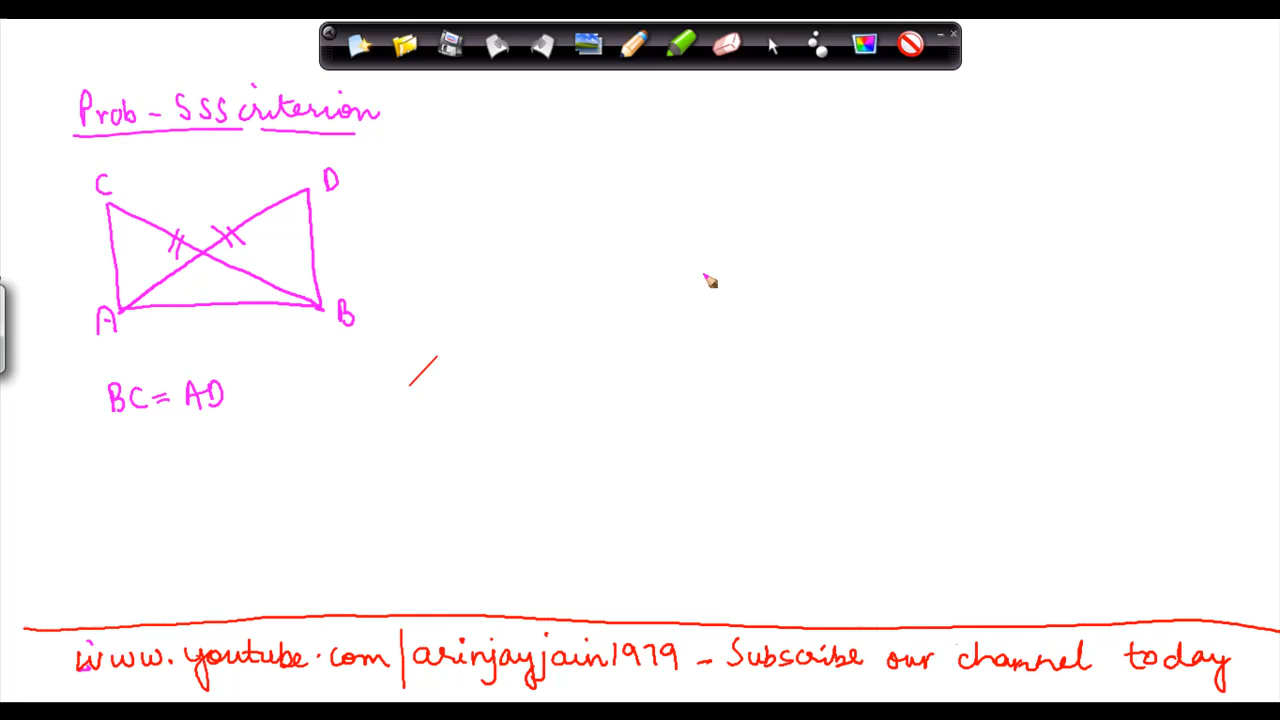 Prob - SSS criterion
C D
A B
BC = AD
www.youtube.com/arinjayjain1979 - Subscribe our channel today